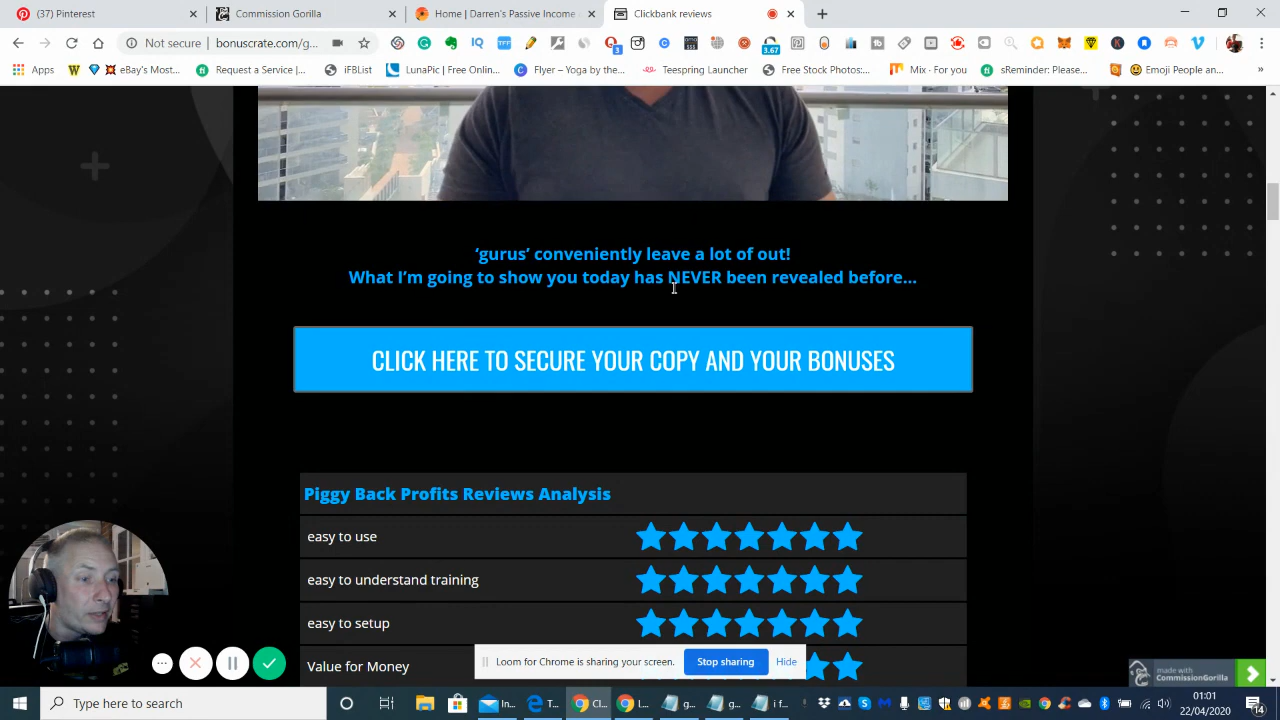 (37) Pinterest
Commission Gorilla
Home | Darren's Passive Income
Clickbank reviews
Not secure | bonuscrate.com/g...
Apps
eBay's Most...
Request a Service |...
iFBList
LunaPic | Free Onlin...
Flyer – Yoga by the...
Teespring Launcher
Free Stock Photos:...
Mix · For you
sReminder: Please...
Emoji People an...
'gurus' conveniently leave a lot of out!
What I'm going to show you today has NEVER been revealed before...
CLICK HERE TO SECURE YOUR COPY AND YOUR BONUSES
Piggy Back Profits Reviews Analysis
easy to use
easy to understand training
easy to setup
Value for Money
Loom for Chrome is sharing your screen.
Stop sharing
Hide
made with
CommissionGorilla
Type here to search
In...
T...
Cl...
L...
g...
g...
i f...
01:01
22/04/2020